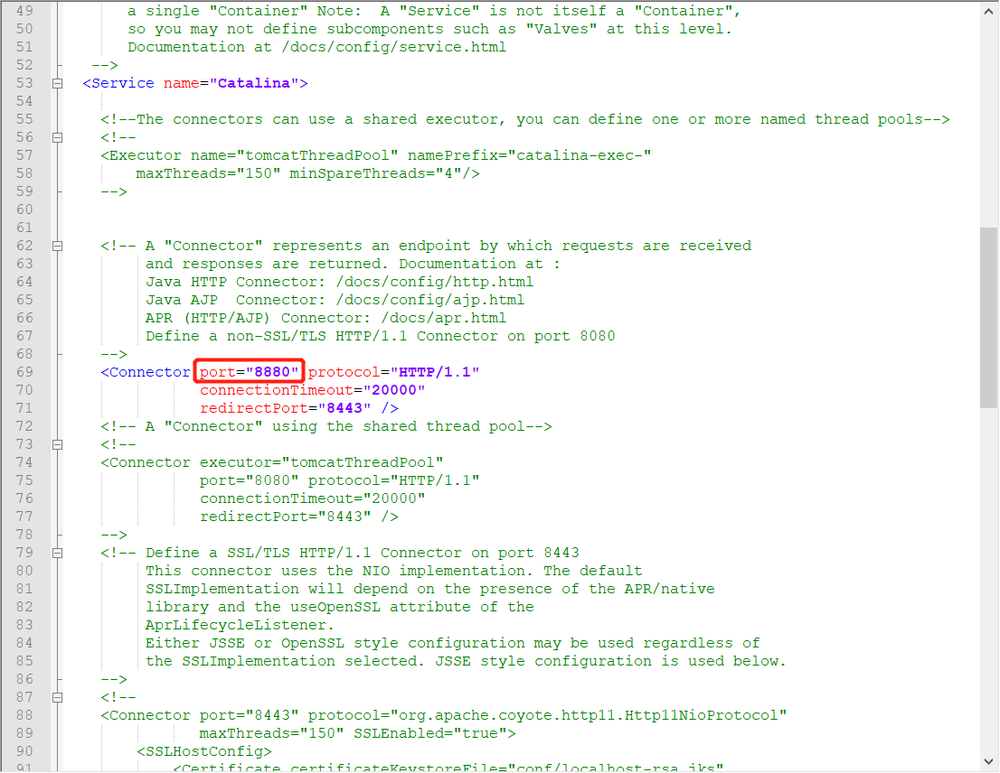 49 a single "Container" Note:  A "Service" is not itself a "Container",
50 so you may not define subcomponents such as "Valves" at this level.
51 Documentation at /docs/config/service.html
52 -->
53 <Service name="Catalina">
54
55 <!--The connectors can use a shared executor, you can define one or more named thread pools-->
56 <!--
57 <Executor name="tomcatThreadPool" namePrefix="catalina-exec-"
58 maxThreads="150" minSpareThreads="4"/>
59 -->
60
61
62 <!-- A "Connector" represents an endpoint by which requests are received
63 and responses are returned. Documentation at :
64 Java HTTP Connector: /docs/config/http.html
65 Java AJP  Connector: /docs/config/ajp.html
66 APR (HTTP/AJP) Connector: /docs/apr.html
67 Define a non-SSL/TLS HTTP/1.1 Connector on port 8080
68 -->
69 <Connector port="8880" protocol="HTTP/1.1"
70 connectionTimeout="20000"
71 redirectPort="8443" />
72 <!-- A "Connector" using the shared thread pool-->
73 <!--
74 <Connector executor="tomcatThreadPool"
75 port="8080" protocol="HTTP/1.1"
76 connectionTimeout="20000"
77 redirectPort="8443" />
78 -->
79 <!-- Define a SSL/TLS HTTP/1.1 Connector on port 8443
80 This connector uses the NIO implementation. The default
81 SSLImplementation will depend on the presence of the APR/native
82 library and the useOpenSSL attribute of the
83 AprLifecycleListener.
84 Either JSSE or OpenSSL style configuration may be used regardless of
85 the SSLImplementation selected. JSSE style configuration is used below.
86 -->
87 <!--
88 <Connector port="8443" protocol="org.apache.coyote.http11.Http11NioProtocol"
89 maxThreads="150" SSLEnabled="true">
90 <SSLHostConfig>
91 <Certificate certificateKeystoreFile="conf/localhost-rsa.jks"